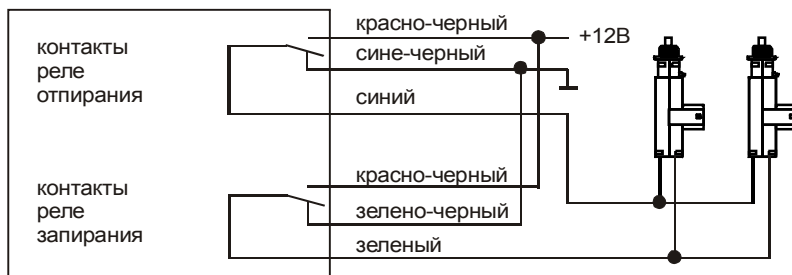 контакты
реле
отпирания
красно-черный
+12В
сине-черный
синий
контакты
реле
запирания
красно-черный
зелено-черный
зеленый